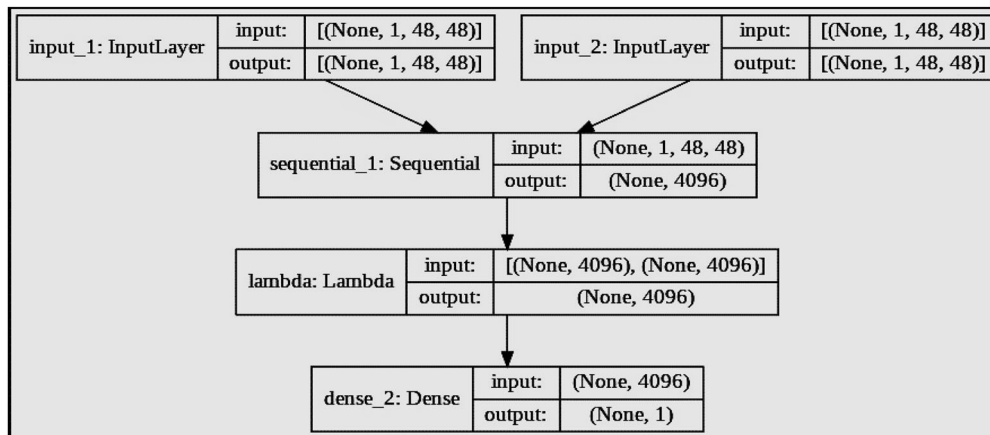 input_1: InputLayer
input: [(None, 1, 48, 48)]
output: [(None, 1, 48, 48)]
input_2: InputLayer
input: [(None, 1, 48, 48)]
output: [(None, 1, 48, 48)]
sequential_1: Sequential
input: (None, 1, 48, 48)
output: (None, 4096)
lambda: Lambda
input: [(None, 4096), (None, 4096)]
output: (None, 4096)
dense_2: Dense
input: (None, 4096)
output: (None, 1)